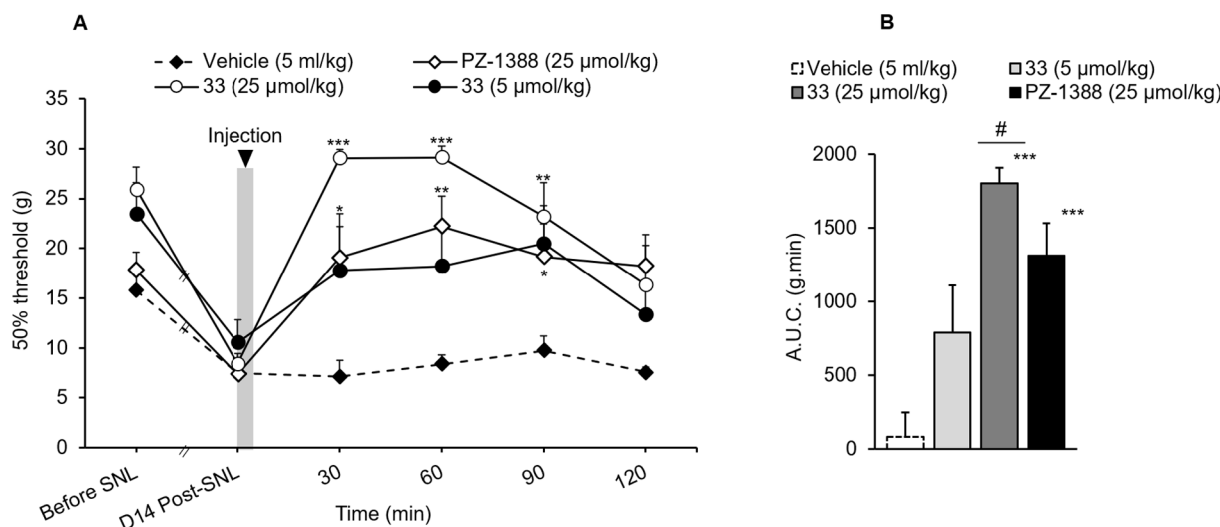 A
Vehicle (5 ml/kg) PZ-1388 (25 µmol/kg)
33 (25 µmol/kg) 33 (5 µmol/kg)
35
30
25
20
15
10
5
0
50% threshold (g)
Injection
*** ***
**
* **
*
Before SNL D14 Post-SNL 30 60 90 120
Time (min)
B
Vehicle (5 ml/kg) 33 (5 µmol/kg)
33 (25 µmol/kg) PZ-1388 (25 µmol/kg)
2000
1500
1000
500
0
A.U.C. (g.min)
#
***
***